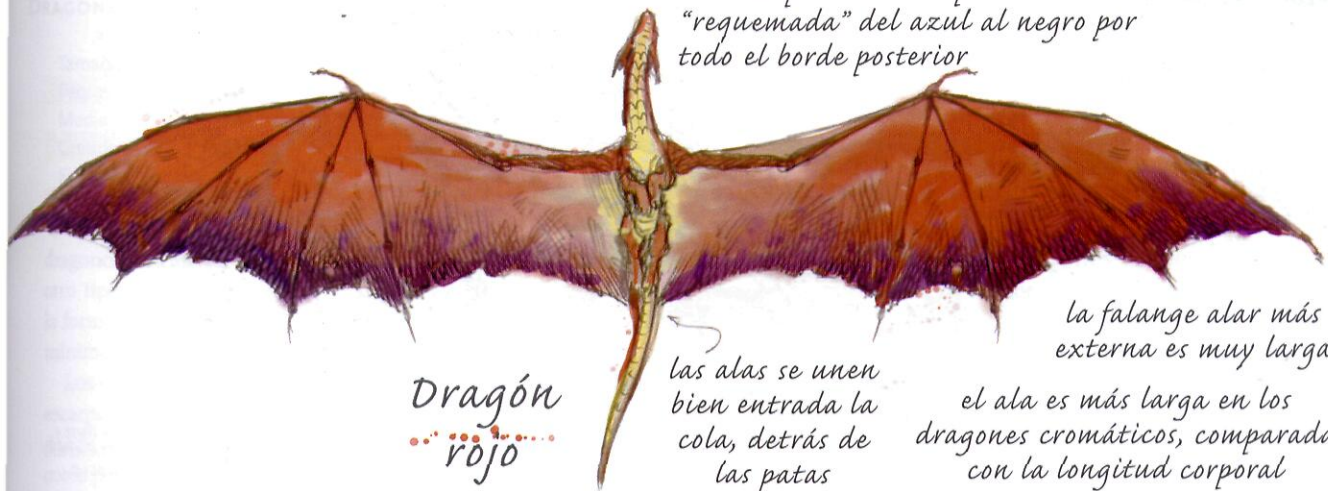 "requemada" del azul al negro por
todo el borde posterior
la falange alar más
externa es muy larga
las alas se unen
bien entrada la
cola, detrás de
las patas
el ala es más larga en los
dragones cromáticos, comparada
con la longitud corporal
Dragón
rojo